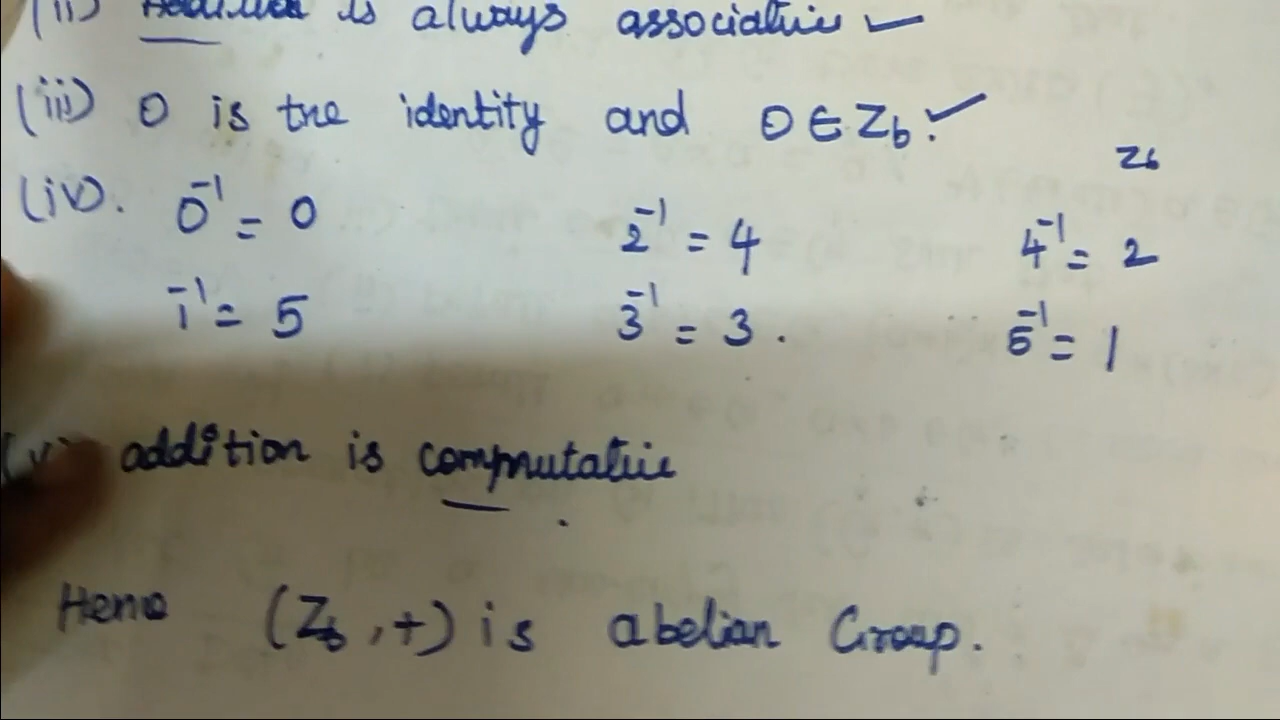 (ii) Addition is always associative
(iii) 0 is the identity and 0 ∈ Z6.
Z6
(iv). 0⁻¹ = 0 2⁻¹ = 4 4⁻¹ = 2
1⁻¹ = 5 3⁻¹ = 3. 5⁻¹ = 1
(v) addition is commutative
Hence (Z6, +) is abelian Group.